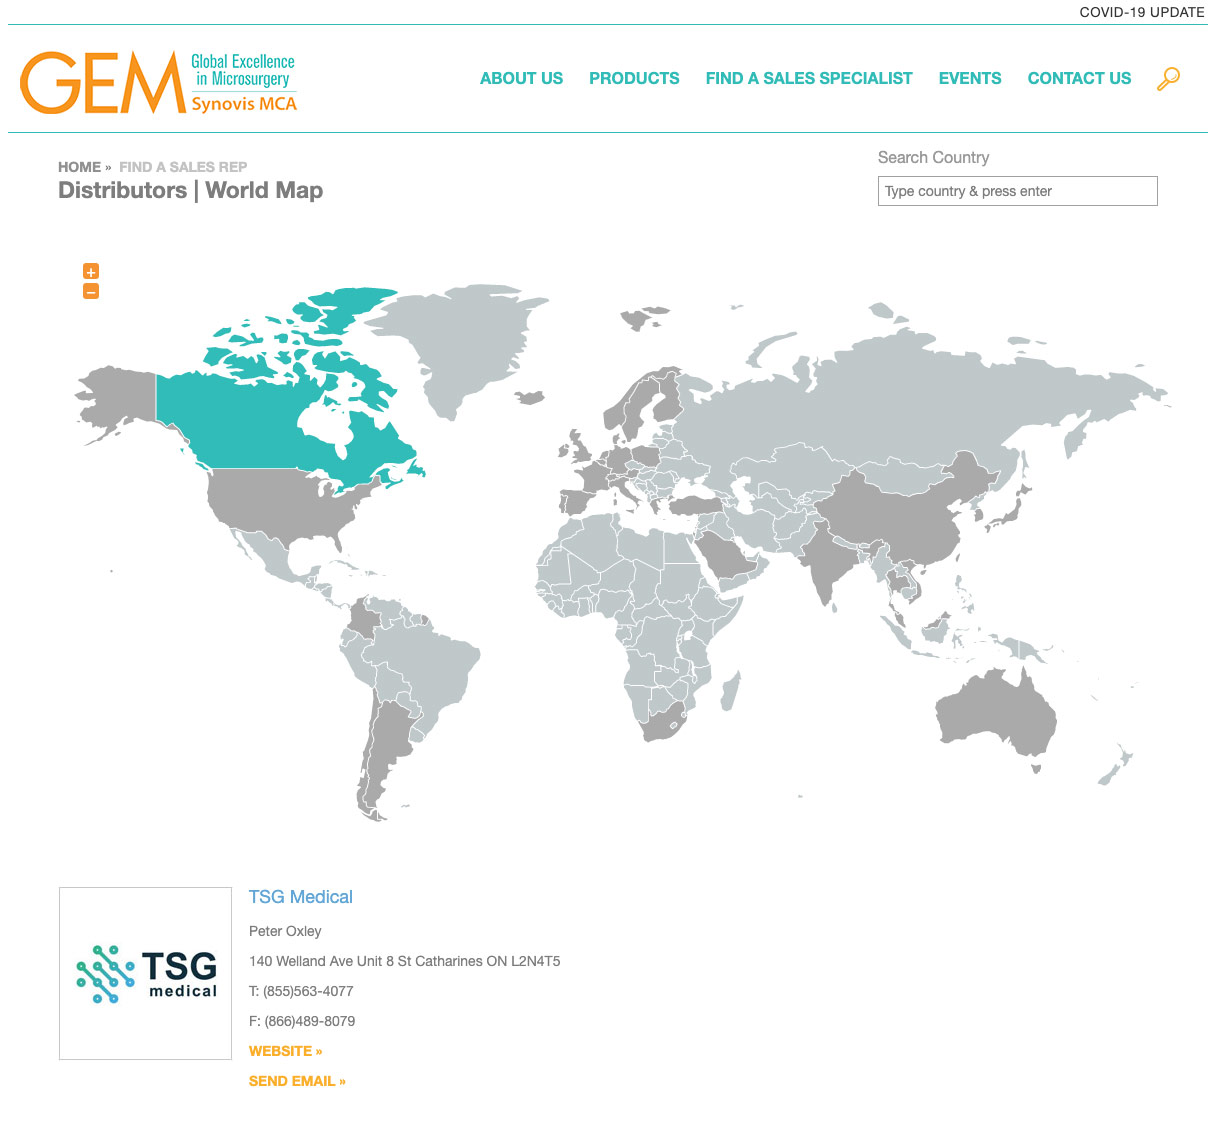 COVID-19 UPDATE
GEM
Global Excellence
in Microsurgery
Synovis MCA
ABOUT US
PRODUCTS
FIND A SALES SPECIALIST
EVENTS
CONTACT US
HOME » FIND A SALES REP
Distributors | World Map
Search Country
Type country & press enter
+
–
TSG
medical
TSG Medical
Peter Oxley
140 Welland Ave Unit 8 St Catharines ON L2N4T5
T: (855)563-4077
F: (866)489-8079
WEBSITE »
SEND EMAIL »